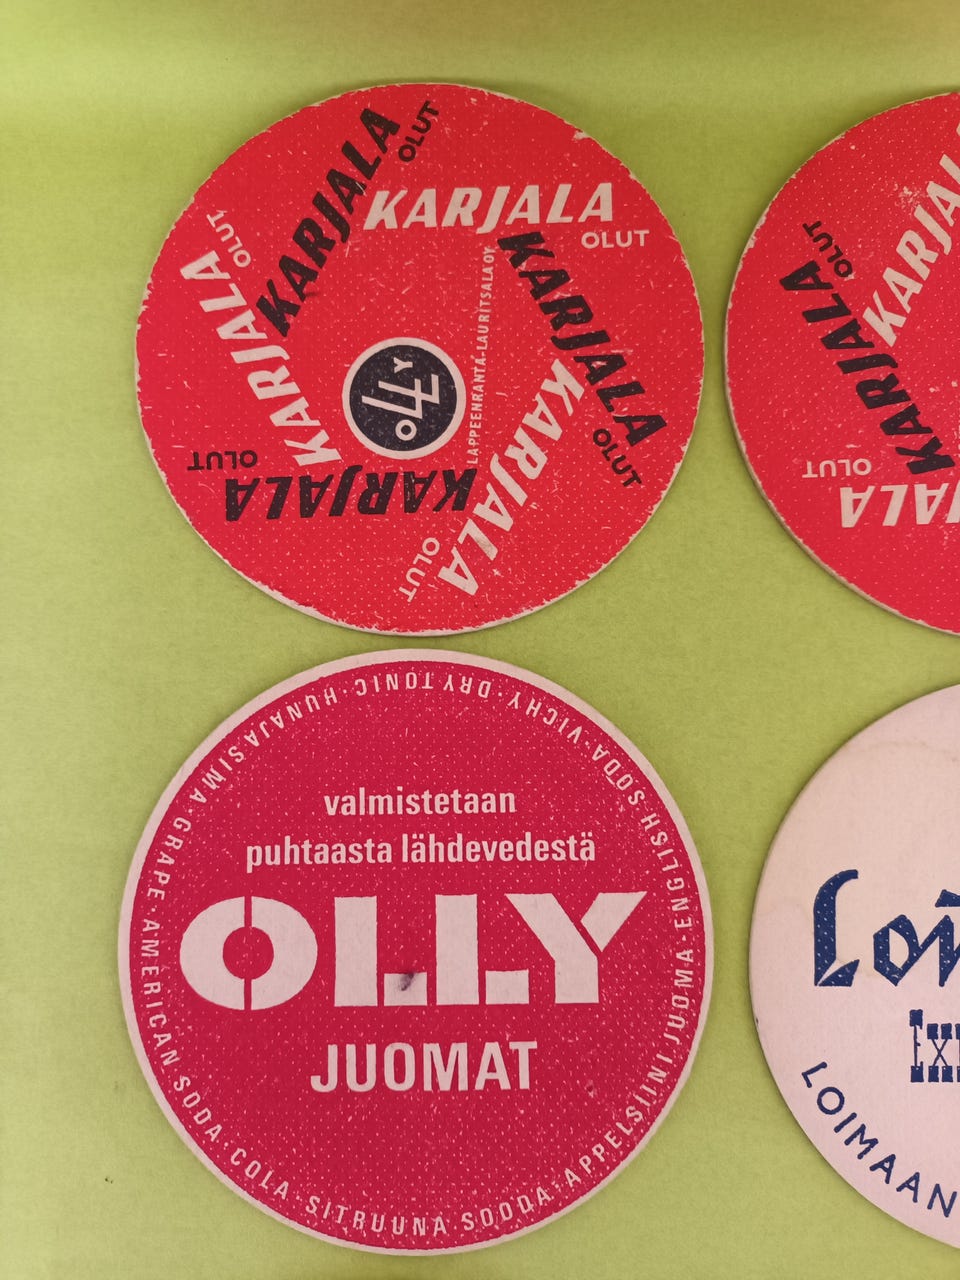 KARJALA
OLUT
KARJALA
OLUT
KARJALA
OLUT
KARJALA
OLUT
KARJALA
OLUT
KARJALA
OLUT
LAPPEENRANTA-LAURITSALA OY
OLLY
KARJALA
OLUT
KARJALA
OLUT
valmistetaan
puhtaasta lähdevedestä
OLLY
JUOMAT
GRAPE · AMERICAN SODA · COLA · SITRUUNA SOODA · APPELSIINI JUOMA · ENGLISH SODA · VICHY · DRY TONIC · HUNAJASIMA ·
LOIMAAN